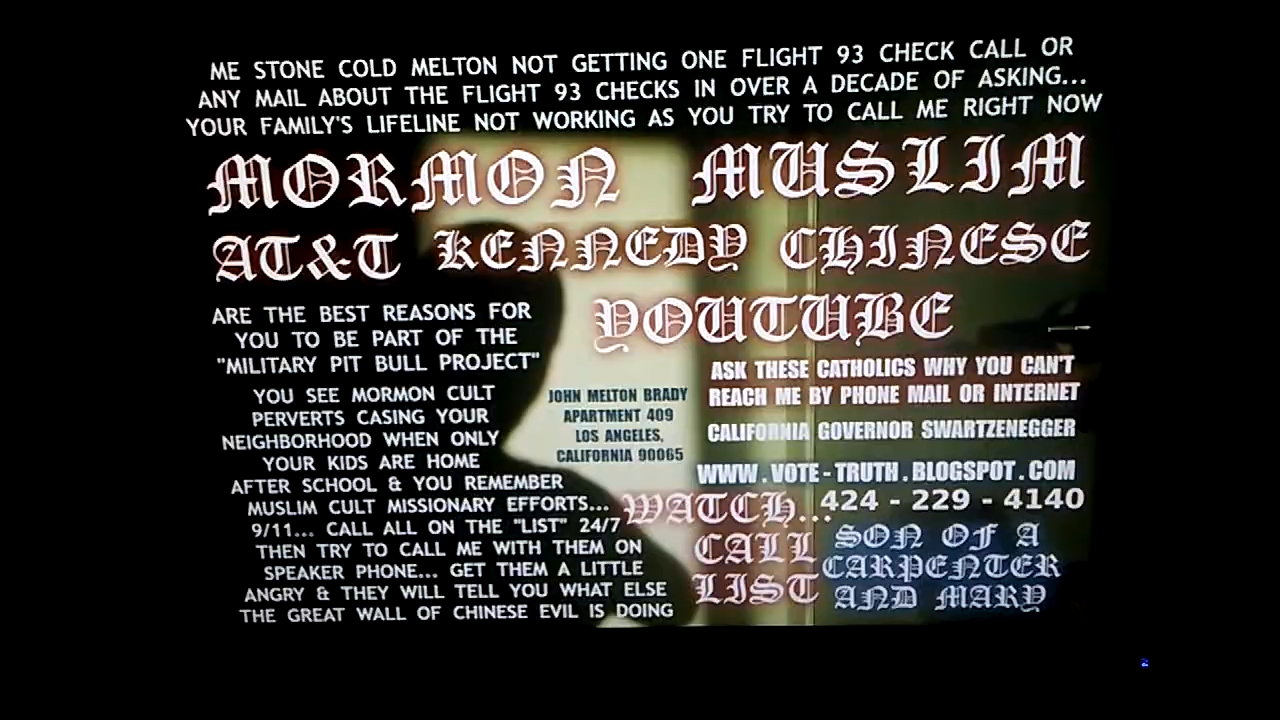 ME STONE COLD MELTON NOT GETTING ONE FLIGHT 93 CHECK CALL OR
ANY MAIL ABOUT THE FLIGHT 93 CHECKS IN OVER A DECADE OF ASKING...
YOUR FAMILY'S LIFELINE NOT WORKING AS YOU TRY TO CALL ME RIGHT NOW
MORMON MUSLIM
AT&T KENNEDY CHINESE
YOUTUBE
ARE THE BEST REASONS FOR
YOU TO BE PART OF THE
"MILITARY PIT BULL PROJECT"
YOU SEE MORMON CULT
PERVERTS CASING YOUR
NEIGHBORHOOD WHEN ONLY
YOUR KIDS ARE HOME
AFTER SCHOOL & YOU REMEMBER
MUSLIM CULT MISSIONARY EFFORTS...
9/11... CALL ALL ON THE "LIST" 24/7
THEN TRY TO CALL ME WITH THEM ON
SPEAKER PHONE... GET THEM A LITTLE
ANGRY & THEY WILL TELL YOU WHAT ELSE
THE GREAT WALL OF CHINESE EVIL IS DOING
JOHN MELTON BRADY
APARTMENT 409
LOS ANGELES,
CALIFORNIA 90065
ASK THESE CATHOLICS WHY YOU CAN'T
REACH ME BY PHONE MAIL OR INTERNET
CALIFORNIA GOVERNOR SWARTZENEGGER
WWW.VOTE-TRUTH.BLOGSPOT.COM
424 - 229 - 4140
WATCH...
CALL
LIST
SON OF A
CARPENTER
AND MARY